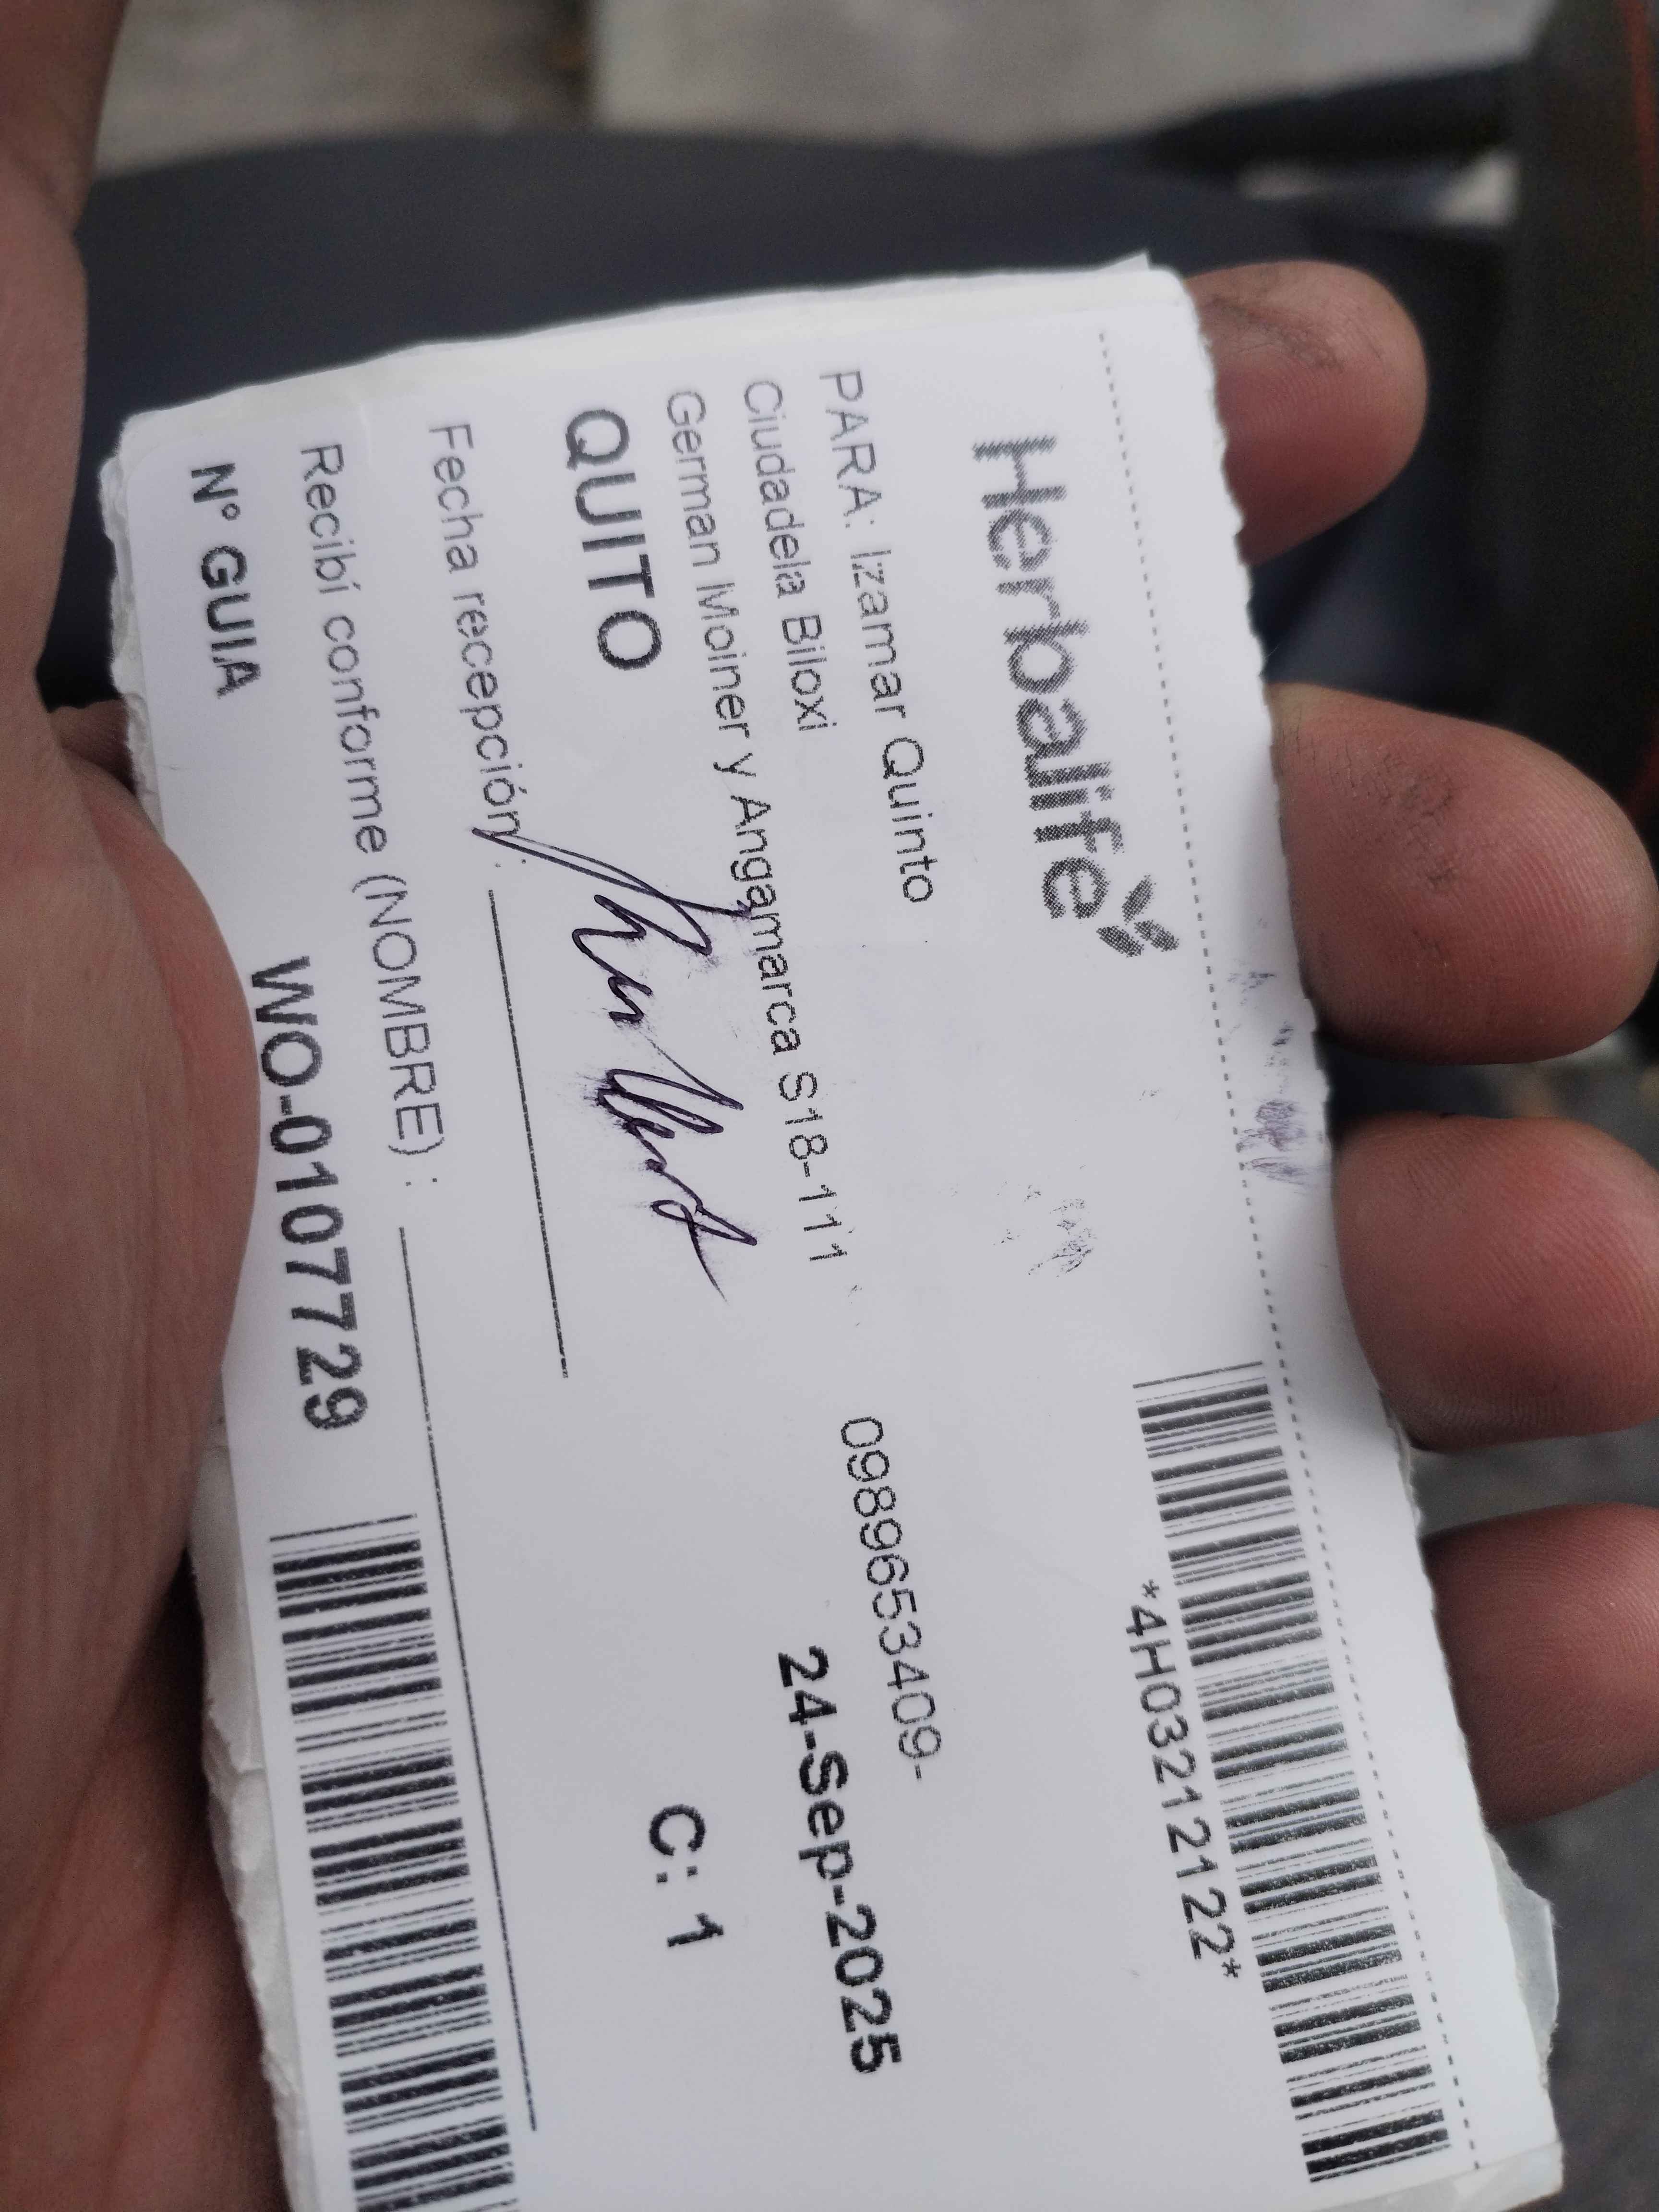 Herbalife
*4H03212122*
PARA: Izamar Quinto
0989653409-
Ciudadela Biloxi
24-Sep-2025
German Moiner y Angamarca S18-111
QUITO
C: 1
Fecha recepción :
Recibí conforme (NOMBRE) :
N° GUIA
WO-0107729